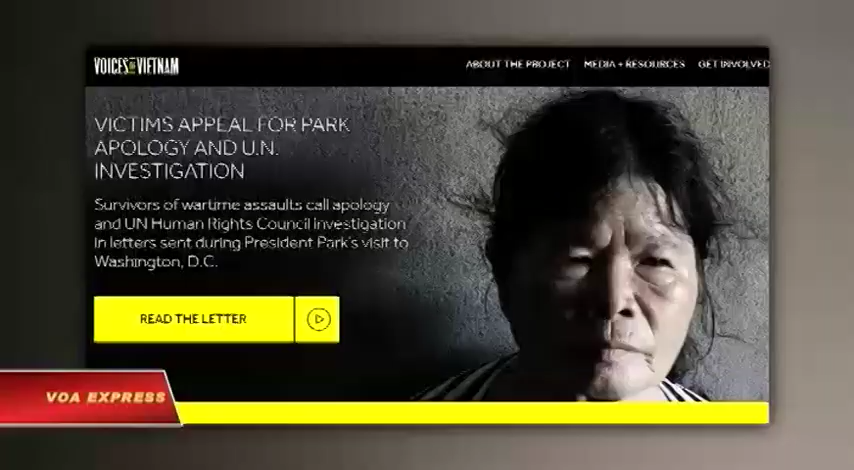 VOICES OF VIETNAM
ABOUT THE PROJECT MEDIA + RESOURCES GET INVOLVED
VICTIMS APPEAL FOR PARK
APOLOGY AND U.N.
INVESTIGATION
Survivors of wartime assaults call apology
and UN Human Rights Council investigation
in letters sent during President Park's visit to
Washington, D.C.
READ THE LETTER
VOA EXPRESS